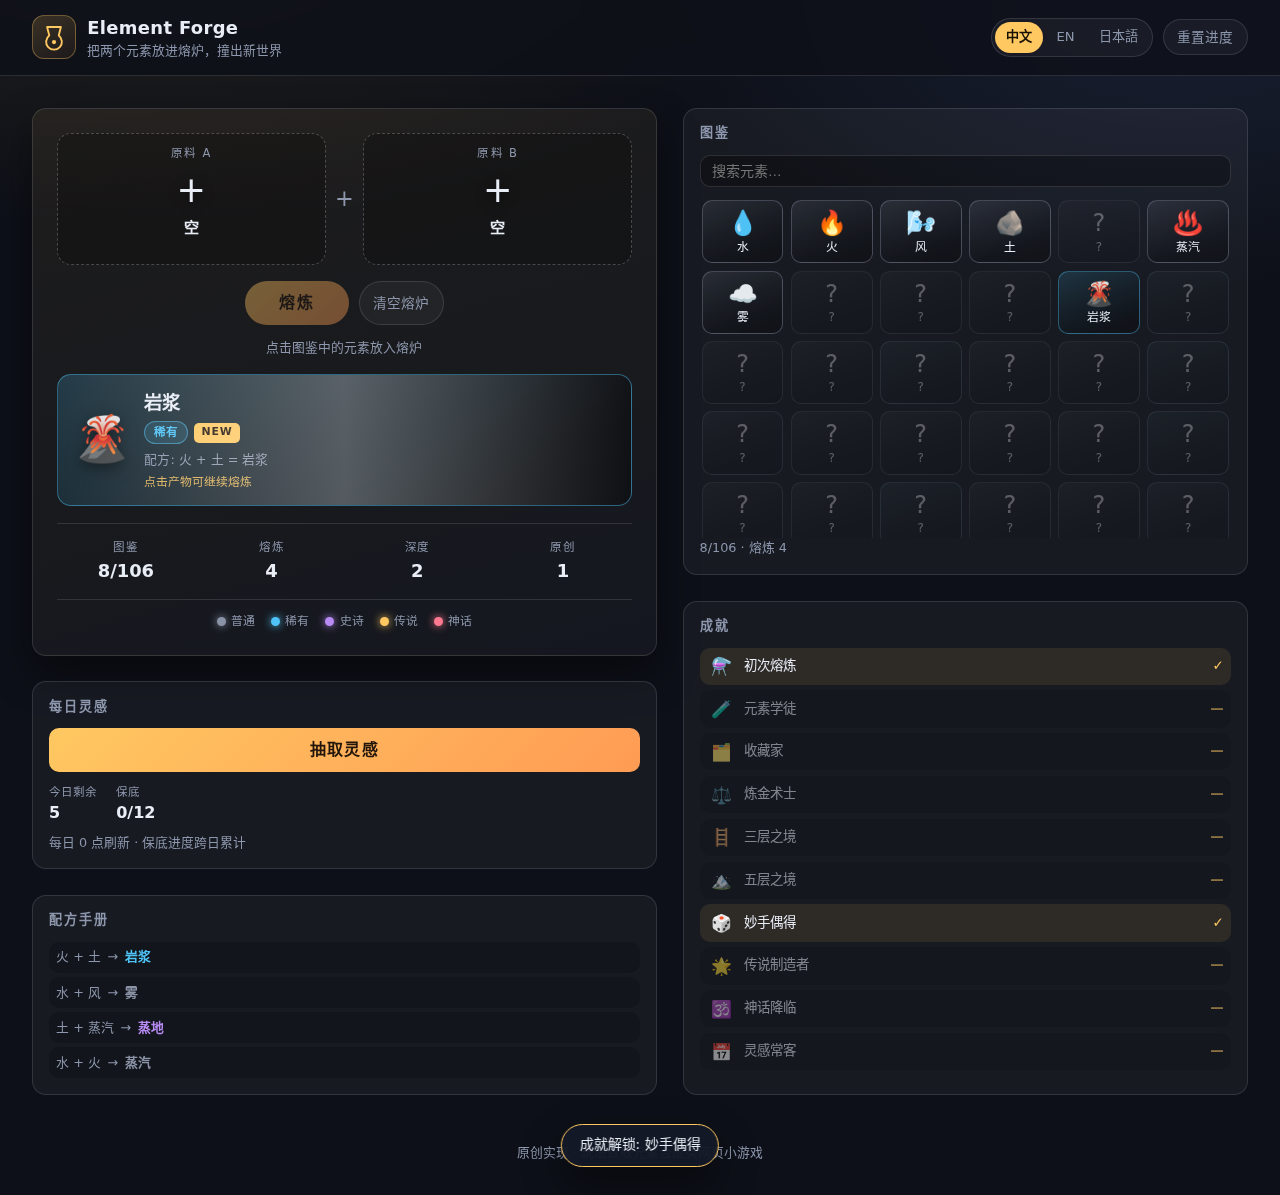 Element Forge
把两个元素放进熔炉，撞出新世界
中文 EN 日本語 重置进度
原料 A
+
空
+
原料 B
+
空
熔炼 清空熔炉
点击图鉴中的元素放入熔炉
岩浆
稀有 NEW
配方: 火 + 土 = 岩浆
点击产物可继续熔炼
图鉴 熔炼 深度 原创
8/106 4 2 1
普通 稀有 史诗 传说 神话
每日灵感
抽取灵感
今日剩余 保底
5 0/12
每日 0 点刷新 · 保底进度跨日累计
配方手册
火 + 土 → 岩浆
水 + 风 → 雾
土 + 蒸汽 → 蒸地
水 + 火 → 蒸汽
图鉴
搜索元素…
?
水 火 风 土 ? 蒸汽
? ? ? ?
雾 ? ? ? 岩浆 ?
? ? ? ? ? ?
? ? ? ? ? ?
? ? ? ? ? ?
? ? ? ? ? ?
? ? ? ? ? ?
? ? ? ? ? ?
8/106 · 熔炼 4
成就
初次熔炼 ✓
元素学徒 —
收藏家 —
炼金术士 —
三层之境 —
五层之境 —
妙手偶得 ✓
传说制造者 —
神话降临 —
灵感常客 —
原创实 成就解锁: 妙手偶得 页小游戏